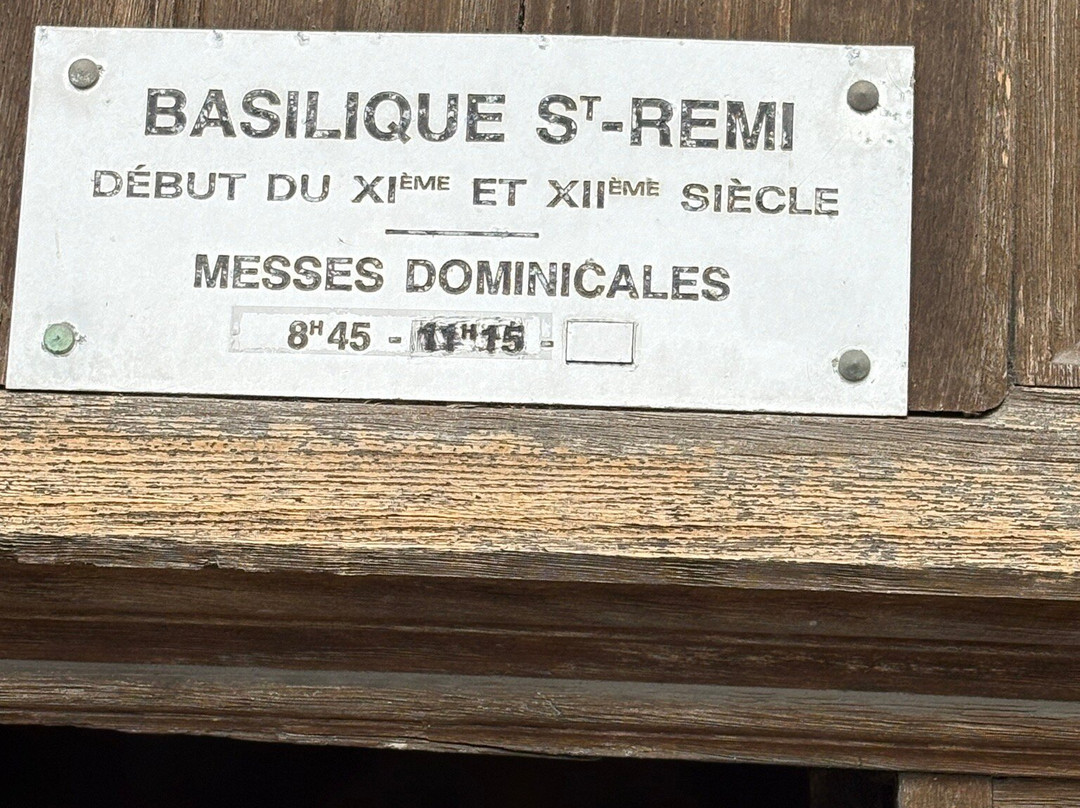 BASILIQUE ST-REMI
DÉBUT DU XIÈME ET XIIÈME SIÈCLE
MESSES DOMINICALES
8H45 - 11H15 -